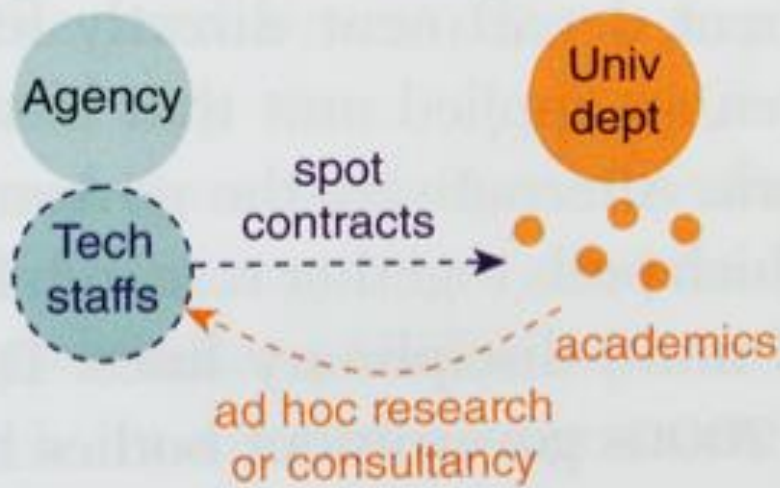 Agency
Univ
dept
spot
contracts
Tech
staffs
academics
ad hoc research
or consultancy